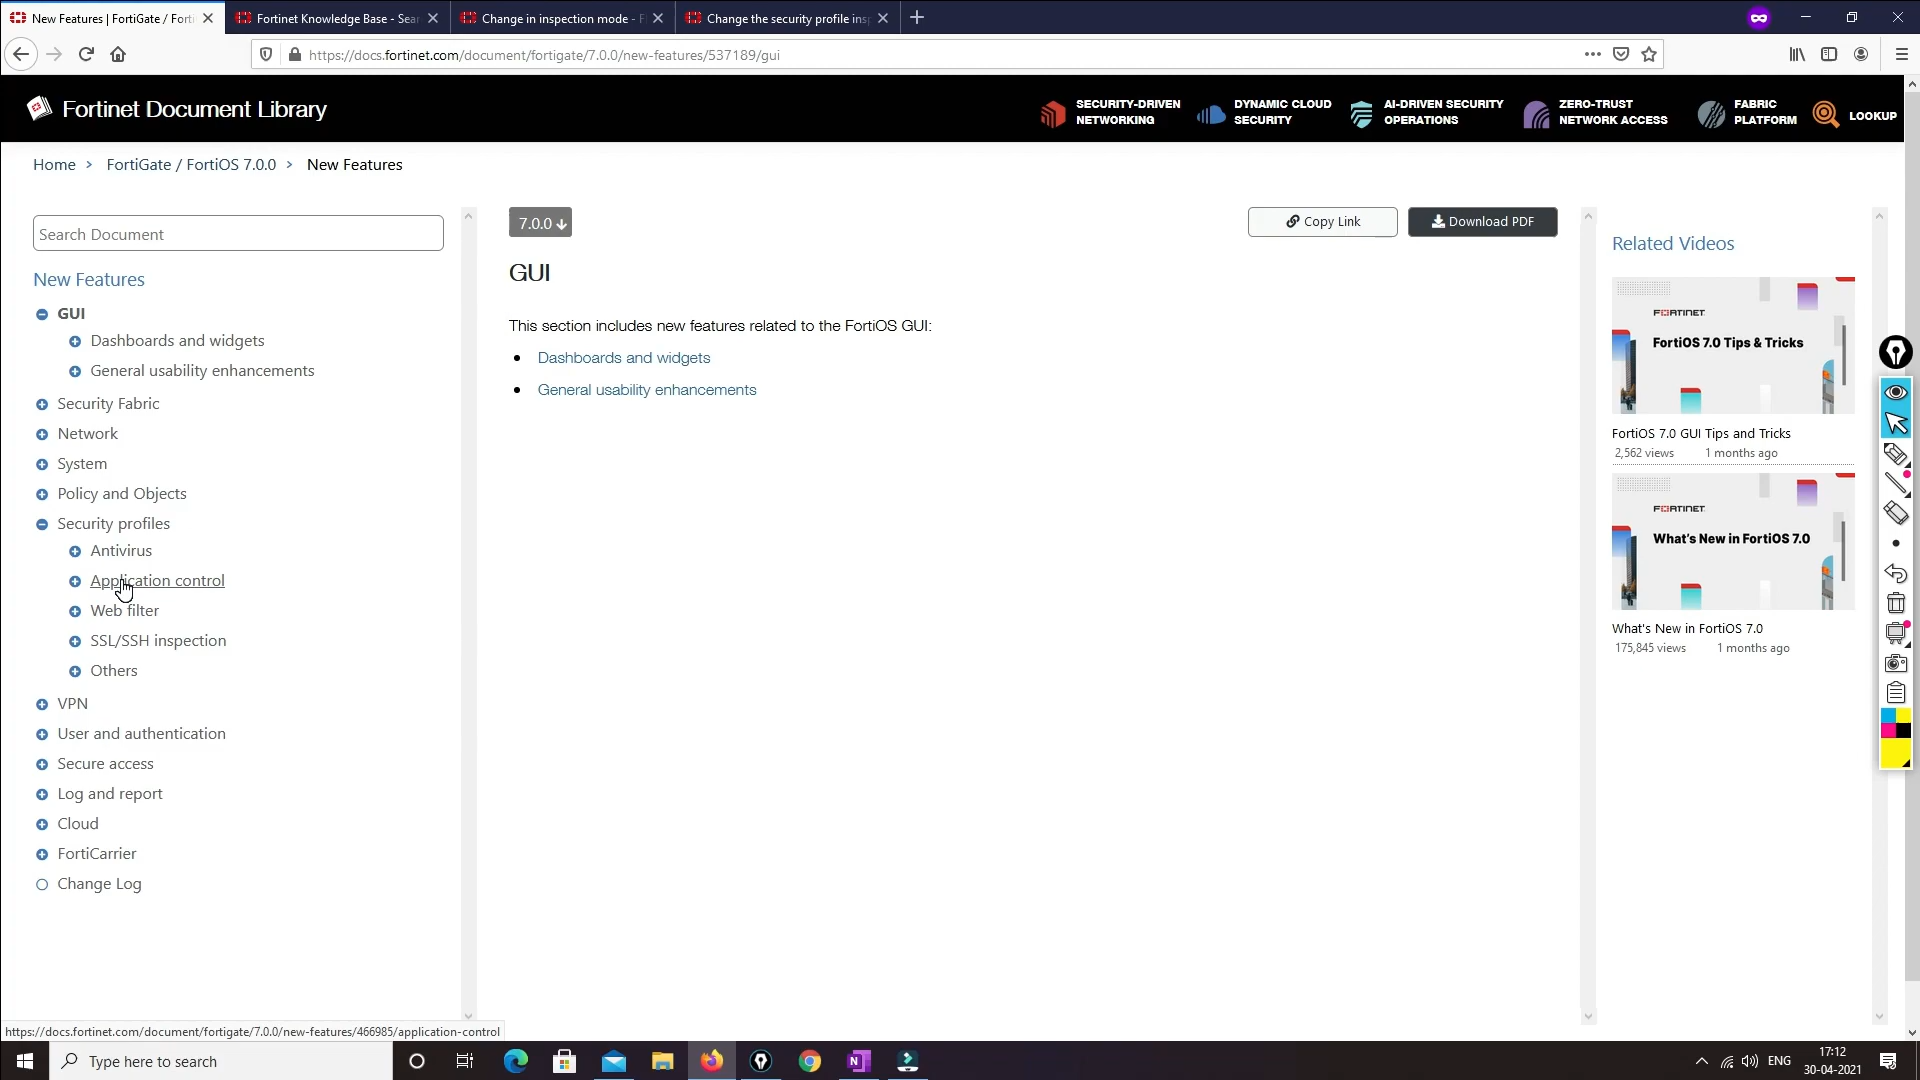 New Features | FortiGate / Forti
Fortinet Knowledge Base - Sear
Change in inspection mode - F
Change the security profile insp
https://docs.fortinet.com/document/fortigate/7.0.0/new-features/537189/gui
Fortinet Document Library
SECURITY-DRIVEN
NETWORKING
DYNAMIC CLOUD
SECURITY
AI-DRIVEN SECURITY
OPERATIONS
ZERO-TRUST
NETWORK ACCESS
FABRIC
PLATFORM
LOOKUP
Home > FortiGate / FortiOS 7.0.0 > New Features
Search Document
New Features
GUI
Dashboards and widgets
General usability enhancements
Security Fabric
Network
System
Policy and Objects
Security profiles
Antivirus
Application control
Web filter
SSL/SSH inspection
Others
VPN
User and authentication
Secure access
Log and report
Cloud
FortiCarrier
Change Log
7.0.0
Copy Link
Download PDF
GUI
This section includes new features related to the FortiOS GUI:
• Dashboards and widgets
• General usability enhancements
Related Videos
FORTINET
FortiOS 7.0 Tips & Tricks
FortiOS 7.0 GUI Tips and Tricks
2,562 views 1 months ago
FORTINET
What's New in FortiOS 7.0
What's New in FortiOS 7.0
175,845 views 1 months ago
https://docs.fortinet.com/document/fortigate/7.0.0/new-features/466985/application-control
Type here to search
ENG
17:12
30-04-2021